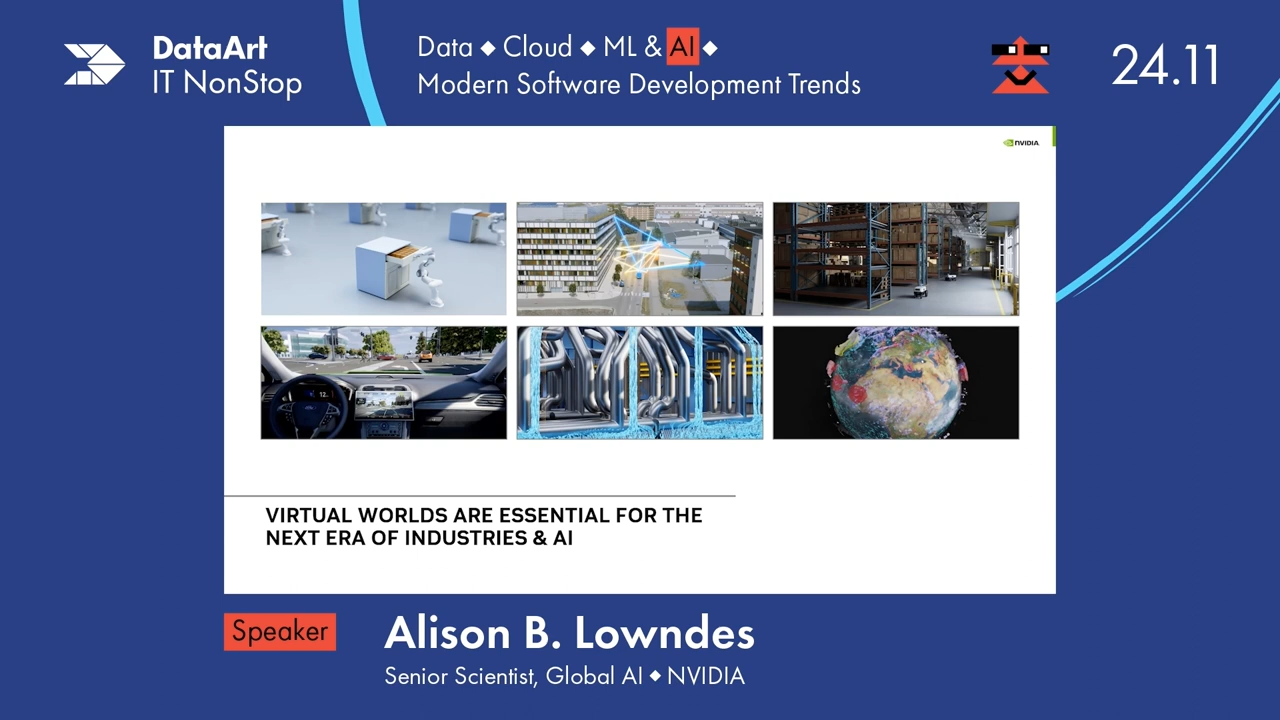 DataArt
IT NonStop
Data ◆ Cloud ◆ ML & AI ◆
Modern Software Development Trends
24.11
NVIDIA
VIRTUAL WORLDS ARE ESSENTIAL FOR THE
NEXT ERA OF INDUSTRIES & AI
Speaker
Alison B. Lowndes
Senior Scientist, Global AI ◆ NVIDIA